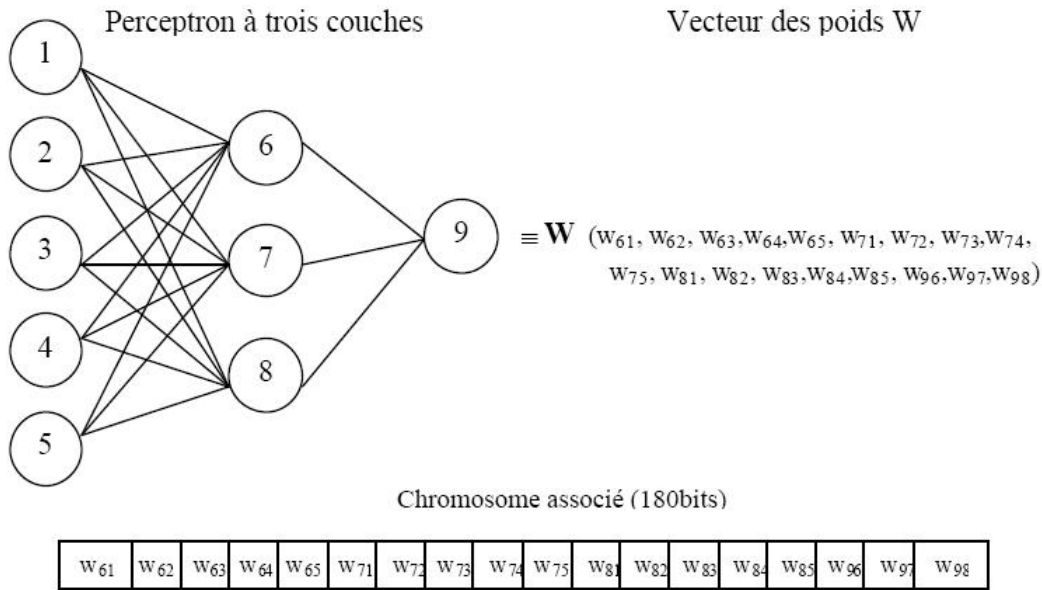 Perceptron à trois couches
Vecteur des poids W
1
2
3
4
5
6
7
8
9
≡ W (w61, w62, w63,w64,w65, w71, w72, w73,w74,
w75, w81, w82, w83,w84,w85, w96,w97,w98)
Chromosome associé (180bits)
w61 w62 w63 w64 w65 w71 w72 w73 w74 w75 w81 w82 w83 w84 w85 w96 w97 w98